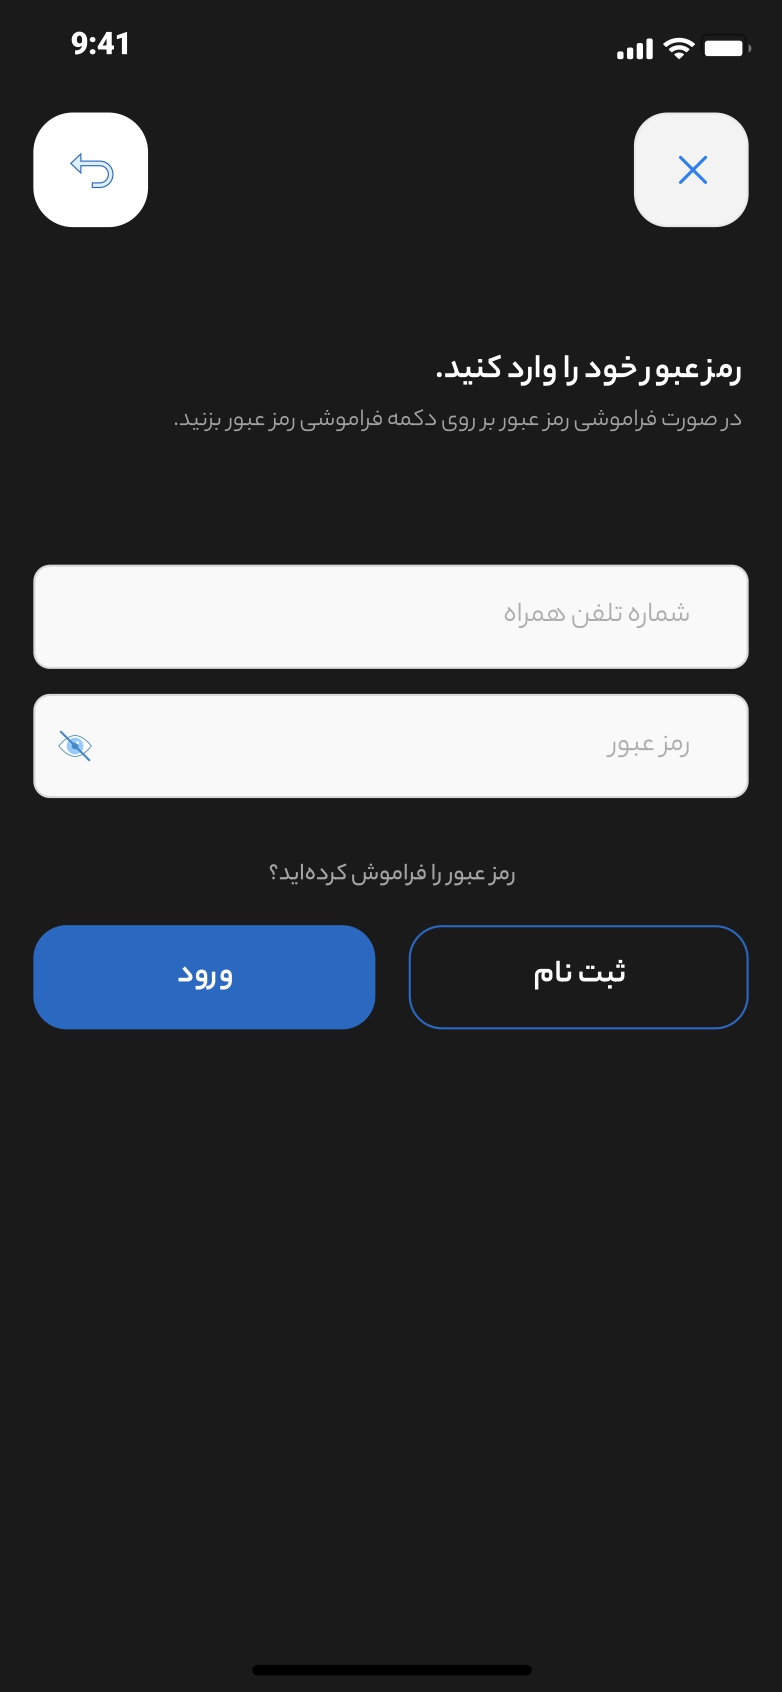 9:41
رمز عبور خود را وارد کنید.
در صورت فراموشی رمز عبور بر روی دکمه فراموشی رمز عبور بزنید.
شماره تلفن همراه
رمز عبور
رمز عبور را فراموش کرده‌اید؟
ثبت نام
ورود